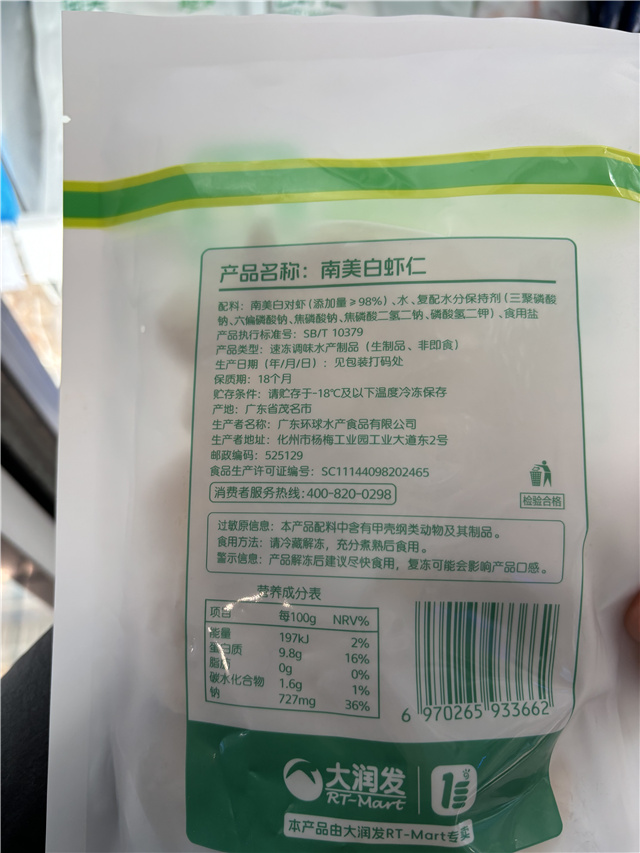 产品名称：南美白虾仁
配料：南美白对虾（添加量≥98%）、水、复配水分保持剂（三聚磷酸
钠、六偏磷酸钠、焦磷酸钠、焦磷酸二氢二钠、磷酸氢二钾）、食用盐
产品执行标准号：SB/T 10379
产品类型：速冻调味水产制品（生制品、非即食）
生产日期（年/月/日）：见包装打码处
保质期：18个月
贮存条件：请贮存于-18℃及以下温度冷冻保存
产地：广东省茂名市
生产者名称：广东环球水产食品有限公司
生产者地址：化州市杨梅工业园工业大道东2号
邮政编码：525129
食品生产许可证编号：SC11144098202465
消费者服务热线：400-820-0298
检验合格
过敏原信息：本产品配料中含有甲壳纲类动物及其制品。
食用方法：请冷藏解冻，充分煮熟后食用。
警示信息：产品解冻后建议尽快食用，复冻可能会影响产品口感。
营养成分表
项目 每100g NRV%
能量 197kJ 2%
蛋白质 9.8g 16%
脂肪 0g 0%
碳水化合物 1.6g 1%
钠 727mg 36%
6 970265 933662
大润发
RT-Mart
本产品由大润发RT-Mart专卖